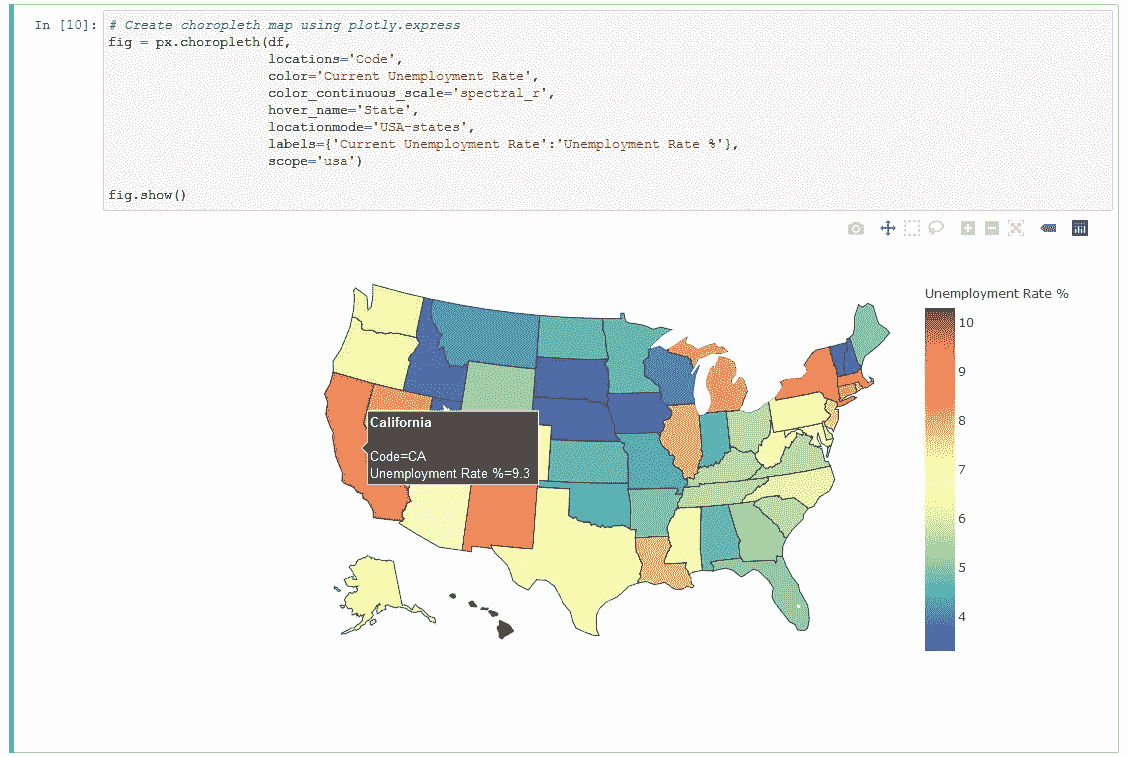 In [10]: # Create choropleth map using plotly.express
fig = px.choropleth(df,
locations='Code',
color='Current Unemployment Rate',
color_continuous_scale='spectral_r',
hover_name='State',
locationmode='USA-states',
labels={'Current Unemployment Rate':'Unemployment Rate %'},
scope='usa')
fig.show()
Unemployment Rate %
10
9
8
7
6
5
4
California
Code=CA
Unemployment Rate %=9.3